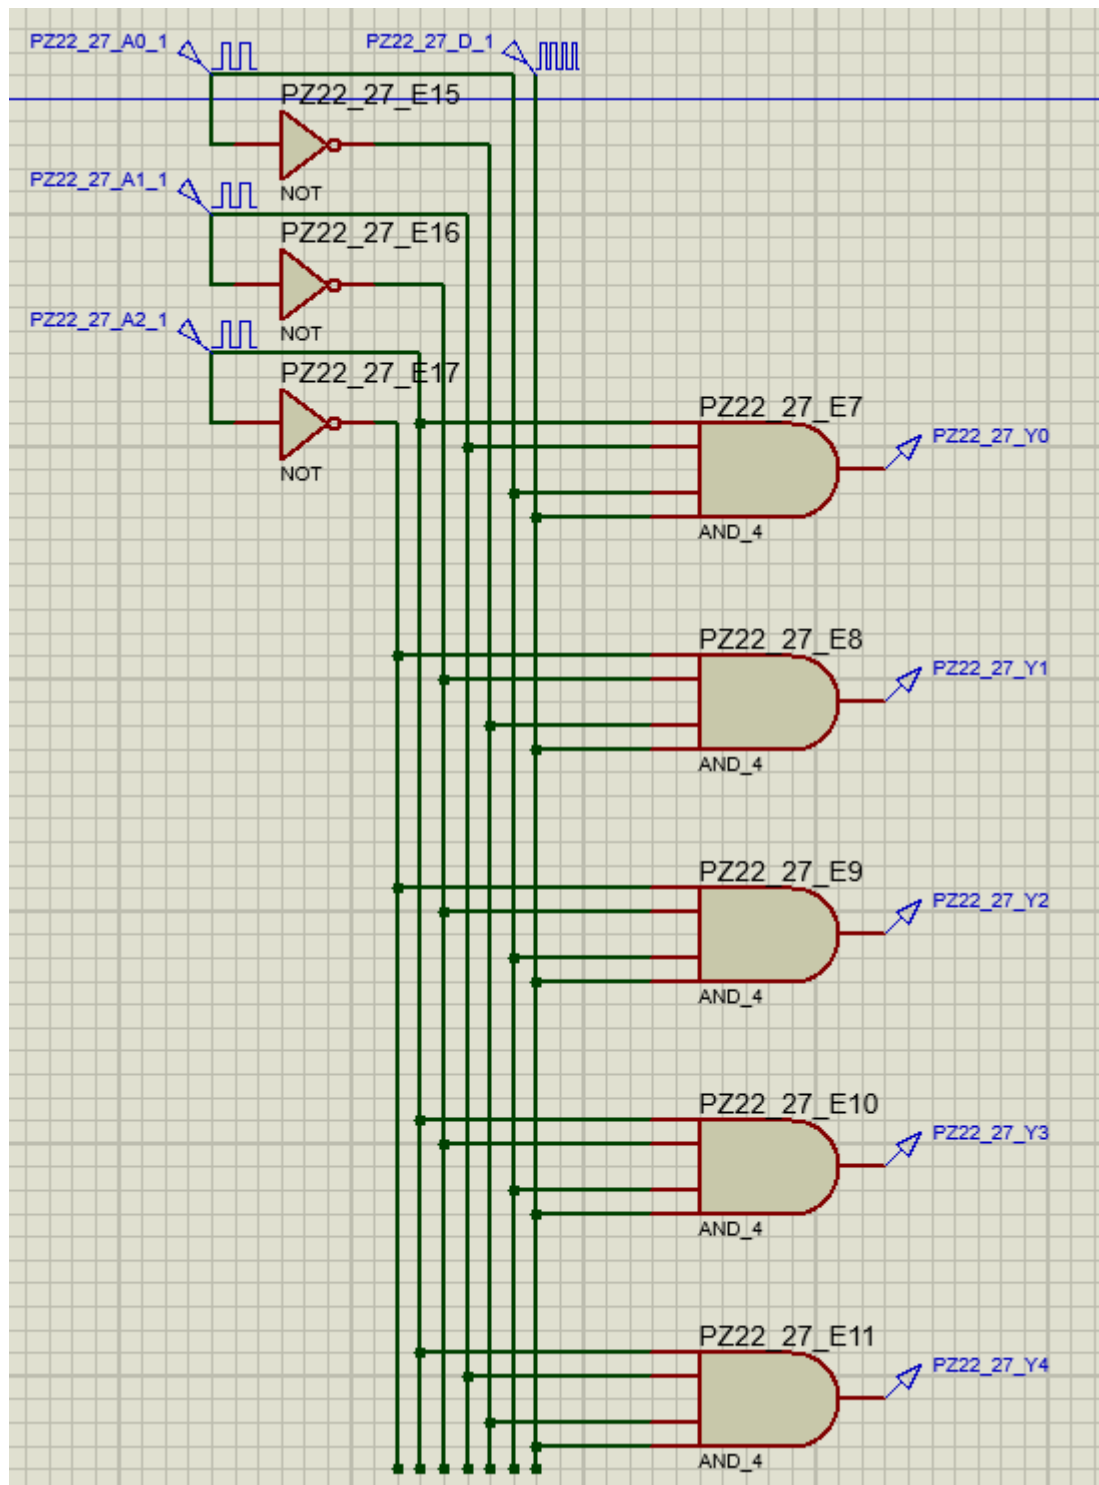 PZ22_27_A0_1
PZ22_27_D_1
PZ22_27_E15
NOT
PZ22_27_A1_1
PZ22_27_E16
NOT
PZ22_27_A2_1
PZ22_27_E17
NOT
PZ22_27_E7
PZ22_27_Y0
AND_4
PZ22_27_E8
PZ22_27_Y1
AND_4
PZ22_27_E9
PZ22_27_Y2
AND_4
PZ22_27_E10
PZ22_27_Y3
AND_4
PZ22_27_E11
PZ22_27_Y4
AND_4